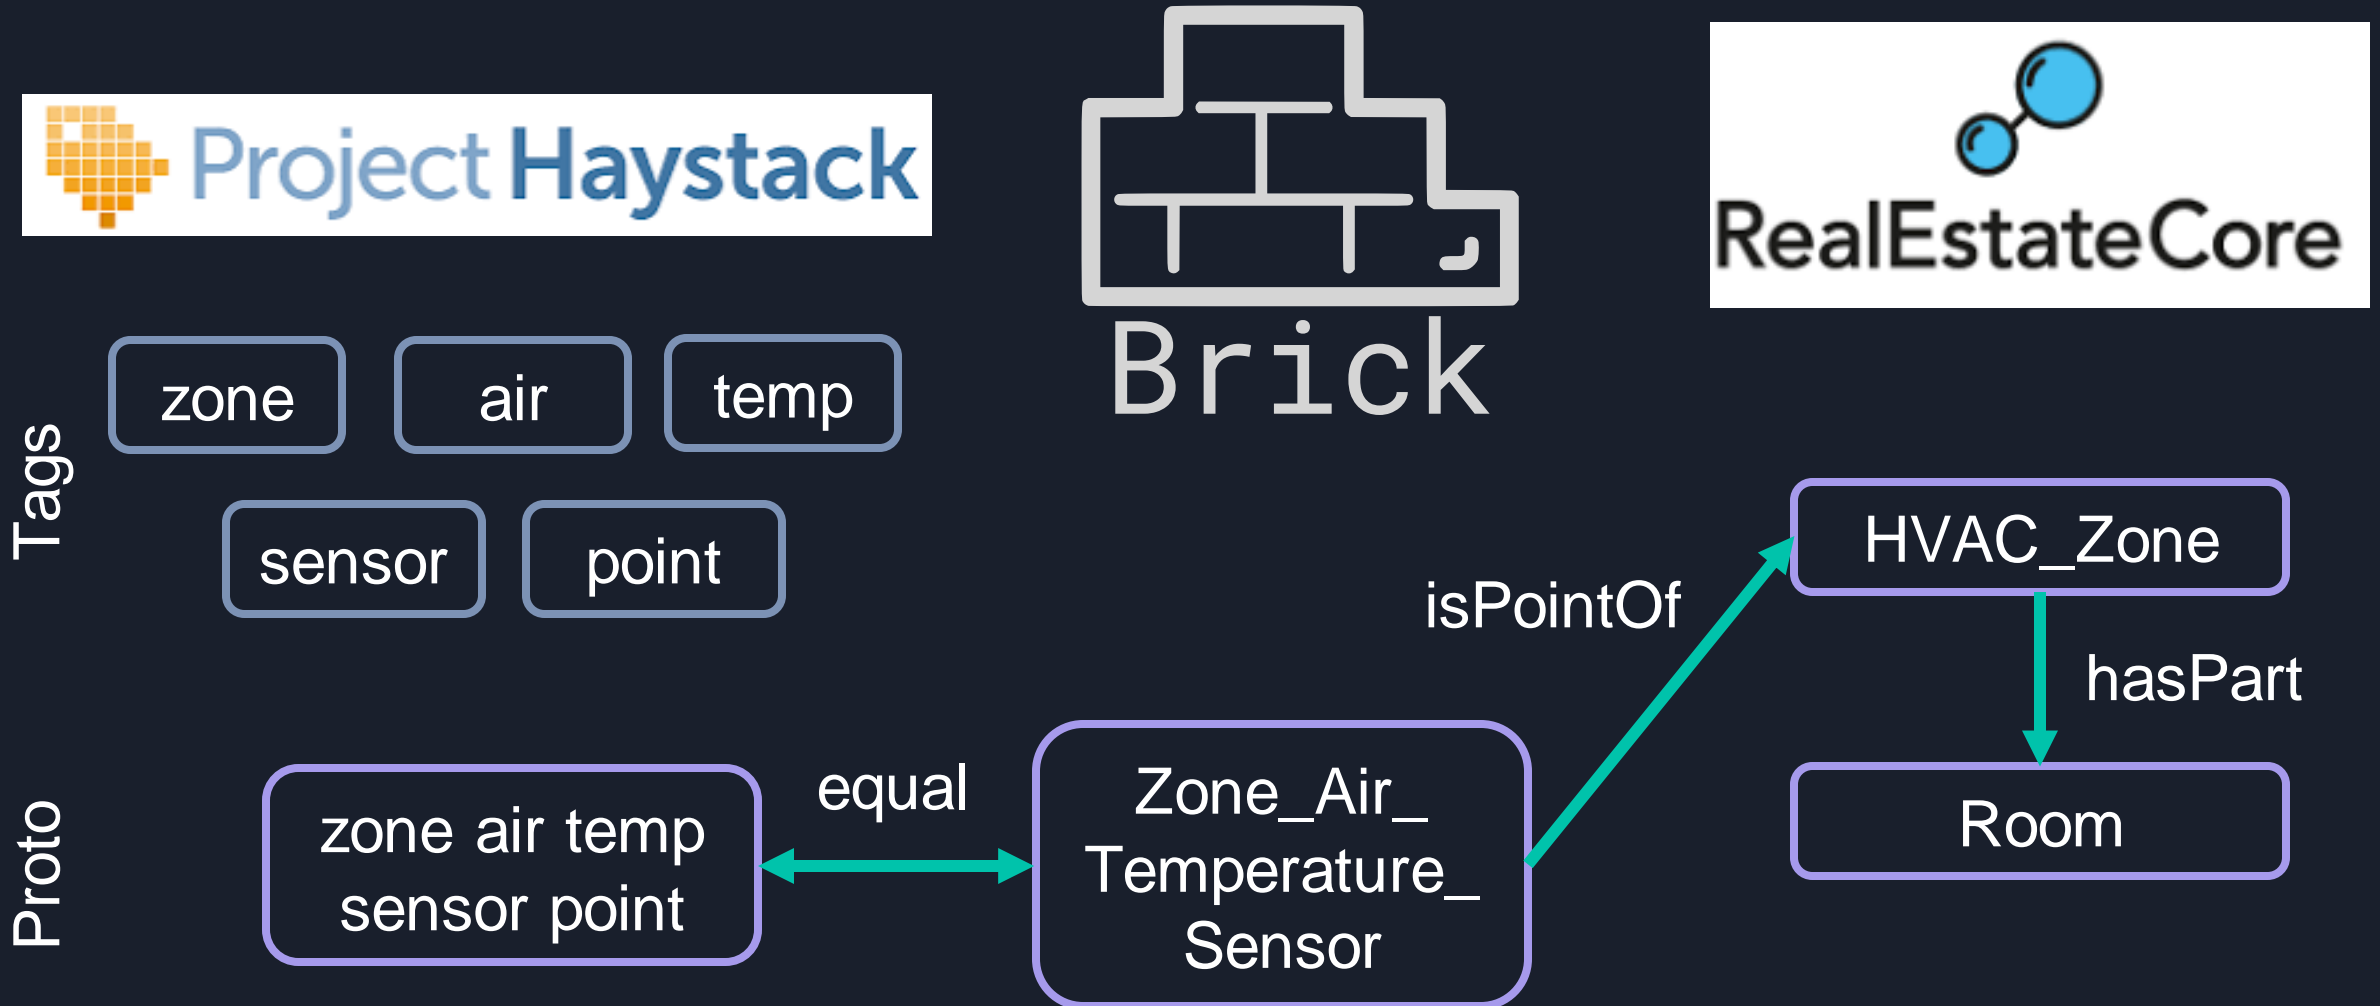 Project Haystack
Brick
RealEstateCore
Tags
zone
air
temp
sensor
point
Proto
zone air temp
sensor point
equal
Zone_Air_
Temperature_
Sensor
isPointOf
HVAC_Zone
hasPart
Room